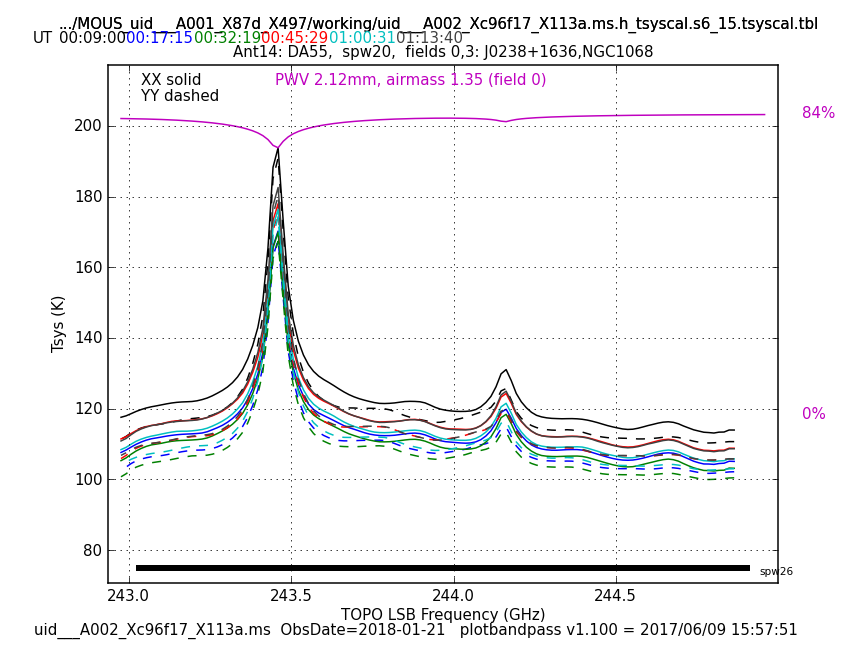 .../MOUS_uid___A001_X87d_X497/working/uid___A002_Xc96f17_X113a.ms.h_tsyscal.s6_15.tsyscal.tbl
UT 00:09:00 00:17:15 00:32:19 00:45:29 01:00:31 01:13:40
Ant14: DA55, spw20, fields 0,3: J0238+1636,NGC1068
XX solid
YY dashed
PWV 2.12mm, airmass 1.35 (field 0)
84%
0%
200
180
160
140
120
100
80
Tsys (K)
spw26
243.0 243.5 244.0 244.5
TOPO LSB Frequency (GHz)
uid___A002_Xc96f17_X113a.ms ObsDate=2018-01-21 plotbandpass v1.100 = 2017/06/09 15:57:51